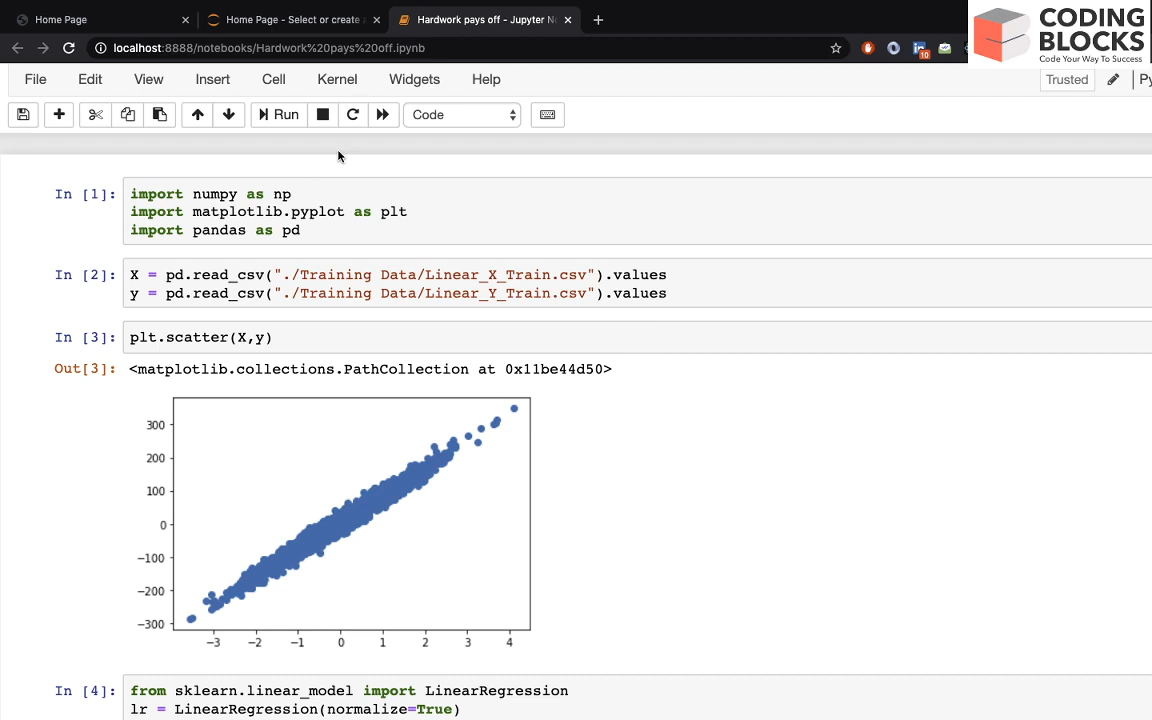 Home Page
Home Page - Select or create
Hardwork pays off - Jupyter N
localhost:8888/notebooks/Hardwork%20pays%20off.ipynb
10
CODING
BLOCKS
Code Your Way To Success
File Edit View Insert Cell Kernel Widgets Help
Trusted
Py
Run
Code
In [1]:
import numpy as np
import matplotlib.pyplot as plt
import pandas as pd
In [2]:
X = pd.read_csv("./Training Data/Linear_X_Train.csv").values
y = pd.read_csv("./Training Data/Linear_Y_Train.csv").values
In [3]:
plt.scatter(X,y)
Out[3]:
<matplotlib.collections.PathCollection at 0x11be44d50>
300
200
100
0
−100
−200
−300
−3 −2 −1 0 1 2 3 4
In [4]:
from sklearn.linear_model import LinearRegression
lr = LinearRegression(normalize=True)